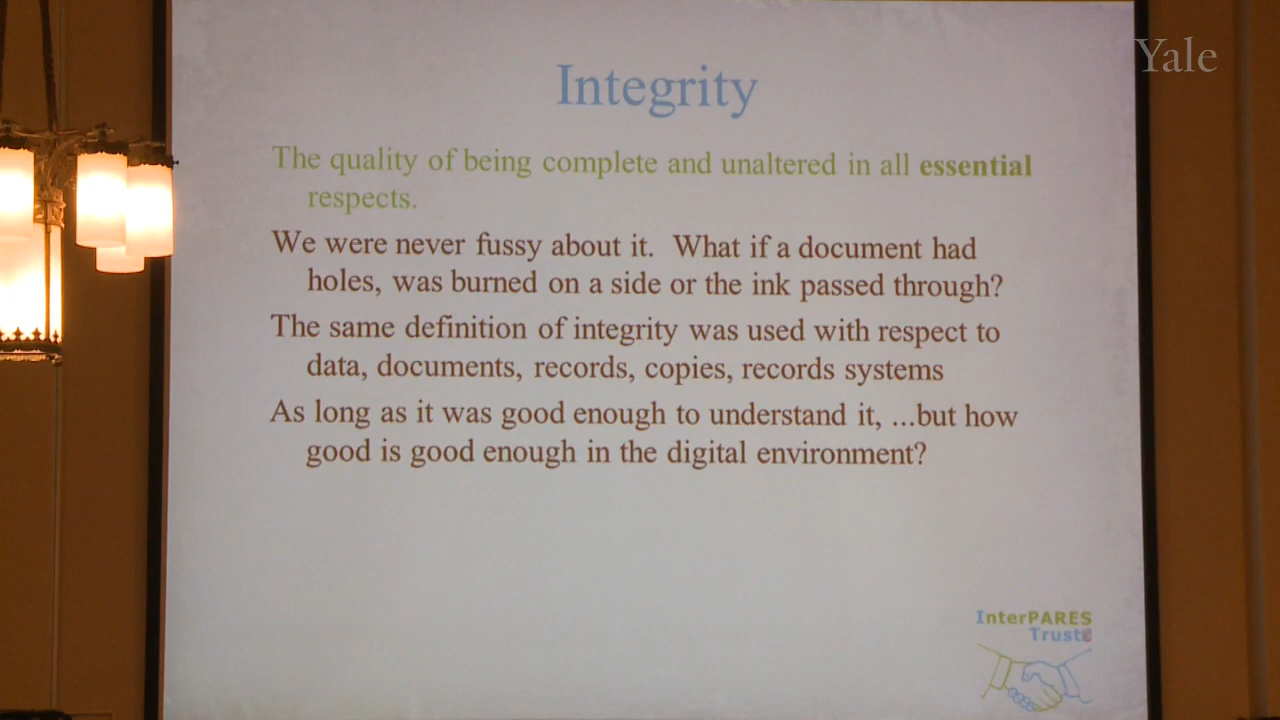 Yale
Integrity
The quality of being complete and unaltered in all essential
respects.
We were never fussy about it. What if a document had
holes, was burned on a side or the ink passed through?
The same definition of integrity was used with respect to
data, documents, records, copies, records systems
As long as it was good enough to understand it, ...but how
good is good enough in the digital environment?
InterPARES
Trust